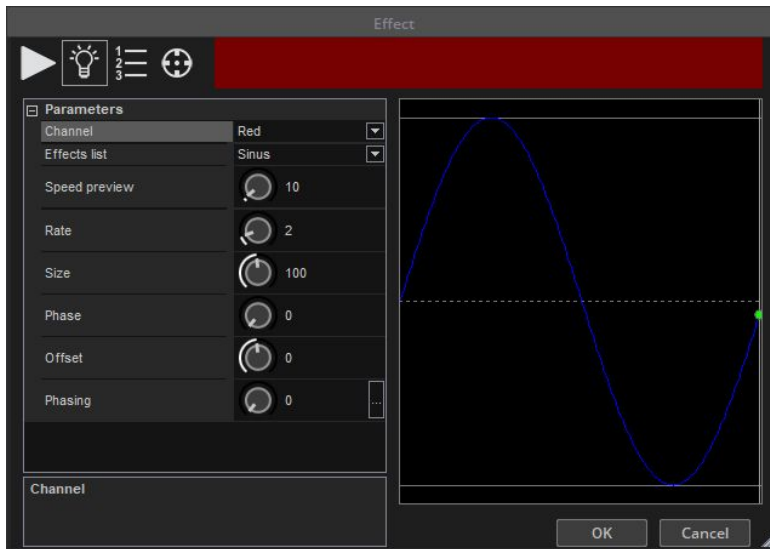 Effect
1
2
3
Parameters
Channel Red
Effects list Sinus
Speed preview 10
Rate 2
Size 100
Phase 0
Offset 0
Phasing 0 ...
Channel
OK Cancel